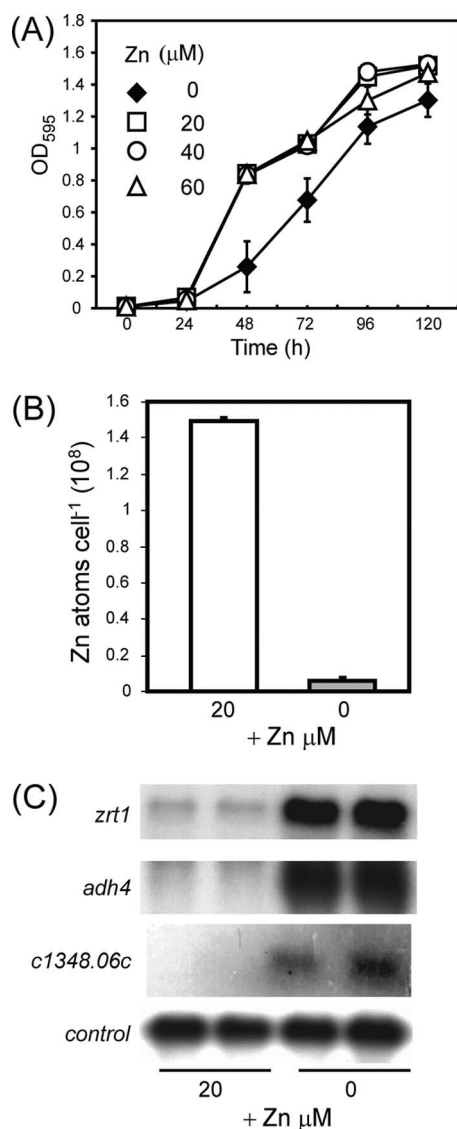 (A)
Zn (μM)
0
20
40
60
OD595
1.8
1.6
1.4
1.2
1
0.8
0.6
0.4
0.2
0
0 24 48 72 96 120
Time (h)
(B)
Zn atoms cell-1 (10^8)
1.6
1.4
1.2
1
0.8
0.6
0.4
0.2
0
20 0
+ Zn μM
(C)
zrt1
adh4
c1348.06c
control
20 0
+ Zn μM